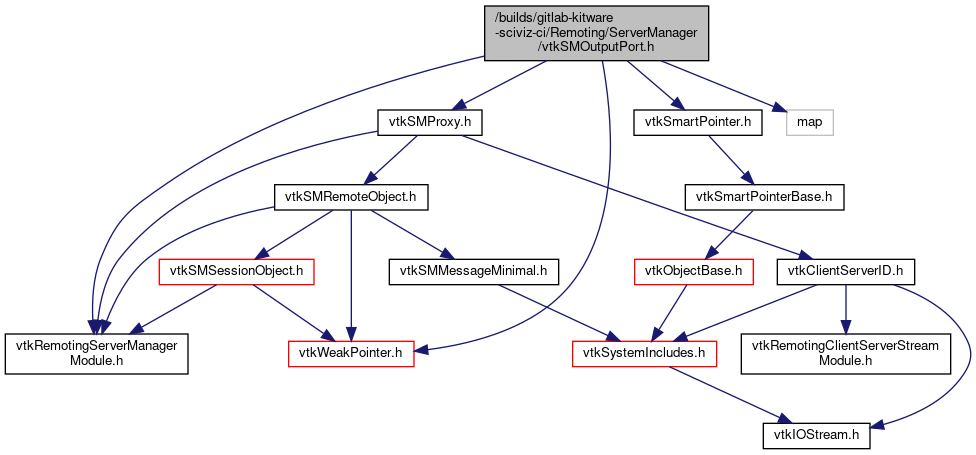 /builds/gitlab-kitware
-sciviz-ci/Remoting/ServerManager
/vtkSMOutputPort.h
vtkSMProxy.h
vtkSmartPointer.h
map
vtkSMRemoteObject.h
vtkSmartPointerBase.h
vtkSMSessionObject.h
vtkSMMessageMinimal.h
vtkObjectBase.h
vtkClientServerID.h
vtkRemotingServerManager
Module.h
vtkWeakPointer.h
vtkSystemIncludes.h
vtkRemotingClientServerStream
Module.h
vtkIOStream.h